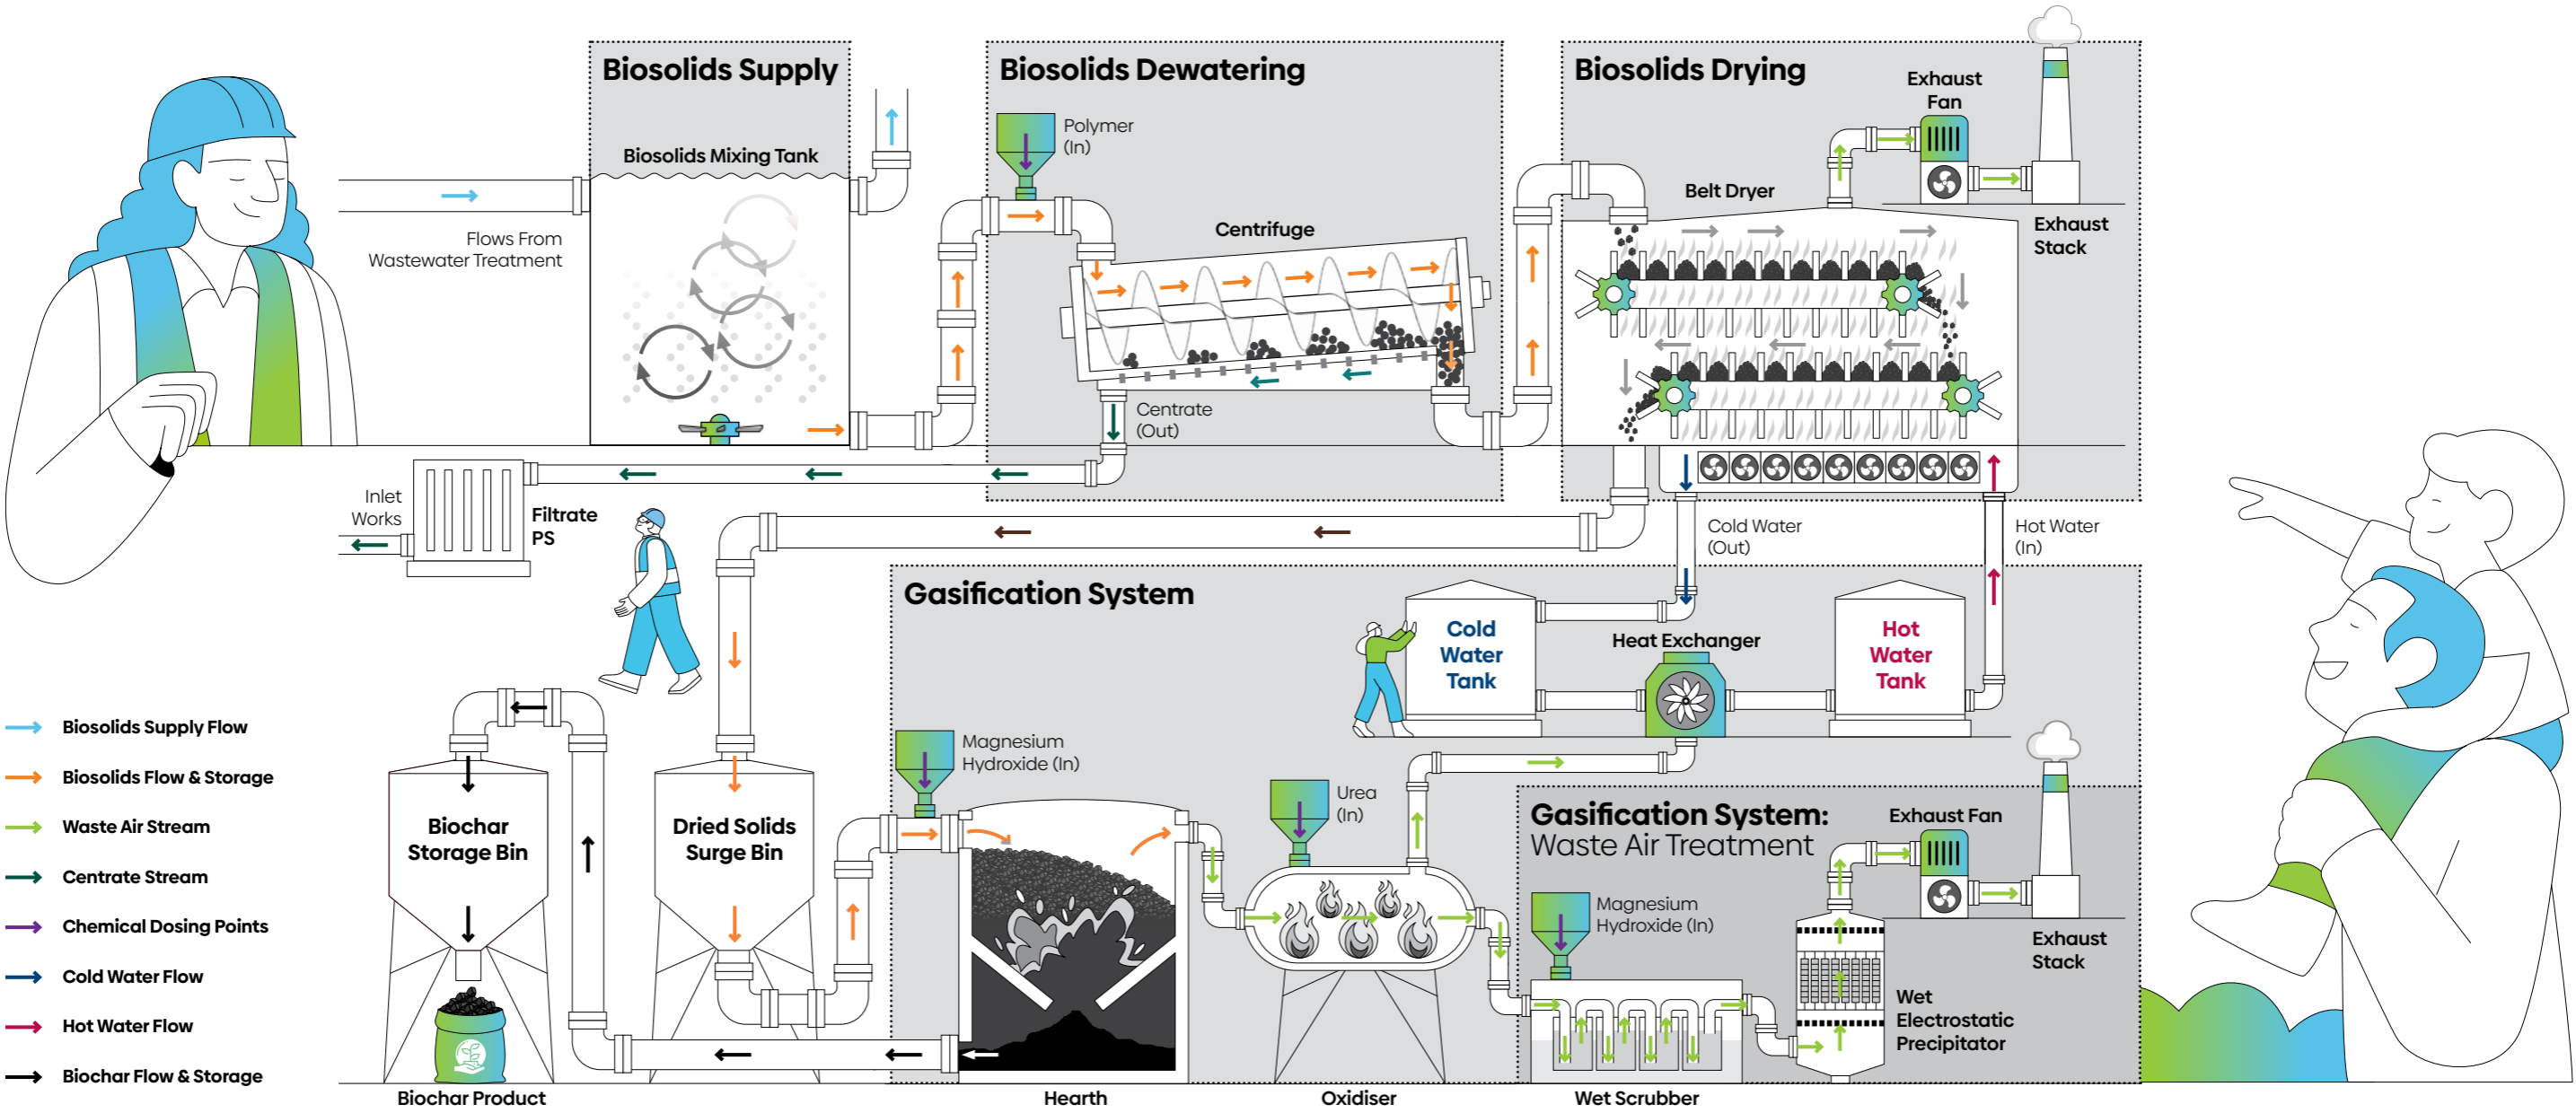 Biosolids Supply
Biosolids Mixing Tank
Flows From
Wastewater Treatment
Biosolids Dewatering
Polymer
(In)
Centrifuge
Centrate
(Out)
Biosolids Drying
Exhaust
Fan
Belt Dryer
Exhaust
Stack
Inlet
Works
Filtrate
PS
Cold Water
(Out)
Hot Water
(In)
Gasification System
Cold
Water
Tank
Heat Exchanger
Hot
Water
Tank
Biosolids Supply Flow
Biosolids Flow & Storage
Waste Air Stream
Centrate Stream
Chemical Dosing Points
Cold Water Flow
Hot Water Flow
Biochar Flow & Storage
Biochar
Storage Bin
Dried Solids
Surge Bin
Magnesium
Hydroxide (In)
Urea
(In)
Gasification System:
Waste Air Treatment
Exhaust Fan
Magnesium
Hydroxide (In)
Exhaust
Stack
Wet
Electrostatic
Precipitator
Biochar Product
Hearth
Oxidiser
Wet Scrubber